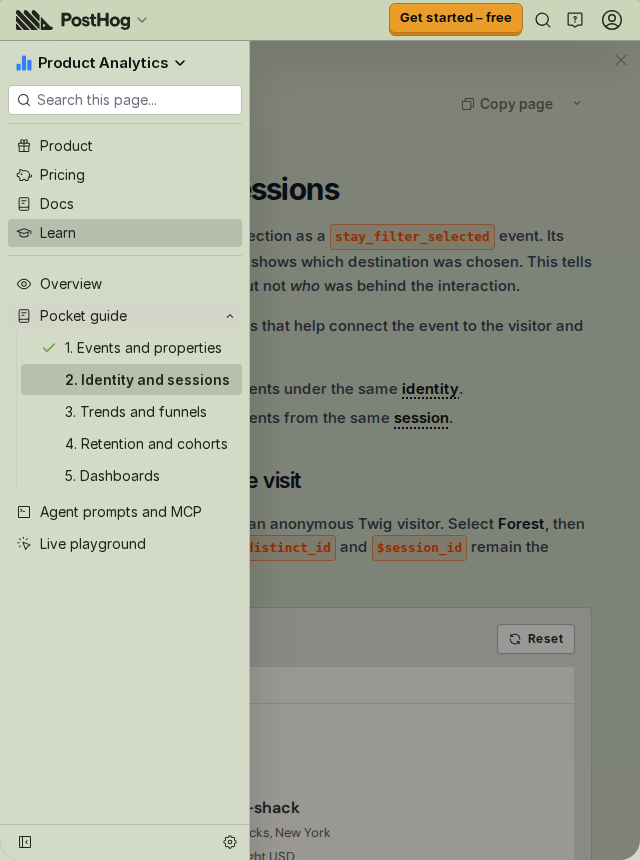 PostHog
Get started – free
Product Analytics
Search this page...
Copy page
Product
Pricing
Docs
Learn
Overview
Pocket guide
1. Events and properties
2. Identity and sessions
3. Trends and funnels
4. Retention and cohorts
5. Dashboards
Agent prompts and MCP
Live playground
essions
ection as a stay_filter_selected event. Its
shows which destination was chosen. This tells
ut not who was behind the interaction.
s that help connect the event to the visitor and
ents under the same identity.
ents from the same session.
e visit
an anonymous Twig visitor. Select Forest, then
distinct_id and $session_id remain the
Reset
-shack
cks, New York
ght USD